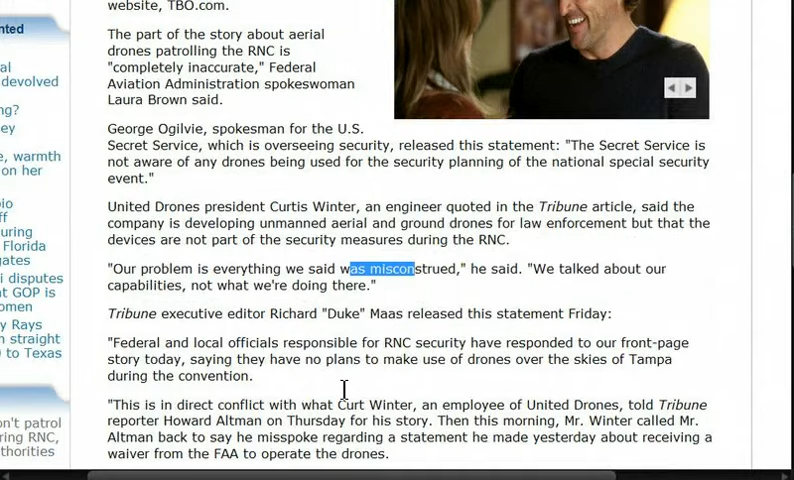 website, TBO.com.
The part of the story about aerial
drones patrolling the RNC is
"completely inaccurate," Federal
Aviation Administration spokeswoman
Laura Brown said.
George Ogilvie, spokesman for the U.S.
Secret Service, which is overseeing security, released this statement: "The Secret Service is
not aware of any drones being used for the security planning of the national special security
event."
United Drones president Curtis Winter, an engineer quoted in the Tribune article, said the
company is developing unmanned aerial and ground drones for law enforcement but that the
devices are not part of the security measures during the RNC.
"Our problem is everything we said was misconstrued," he said. "We talked about our
capabilities, not what we're doing there."
Tribune executive editor Richard "Duke" Maas released this statement Friday:
"Federal and local officials responsible for RNC security have responded to our front-page
story today, saying they have no plans to make use of drones over the skies of Tampa
during the convention.
"This is in direct conflict with what Curt Winter, an employee of United Drones, told Tribune
reporter Howard Altman on Thursday for his story. Then this morning, Mr. Winter called Mr.
Altman back to say he misspoke regarding a statement he made yesterday about receiving a
waiver from the FAA to operate the drones.
nted
al
devolved
ng?
ey
e, warmth
on her
bio
ff
uring
Florida
gates
i disputes
at GOP is
omen
y Rays
n straight
0 to Texas
on't patrol
ring RNC,
thorities